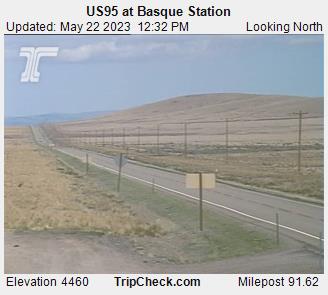 US95 at Basque Station
Updated: May 22 2023 12:32 PM Looking North
Elevation 4460 TripCheck.com Milepost 91.62